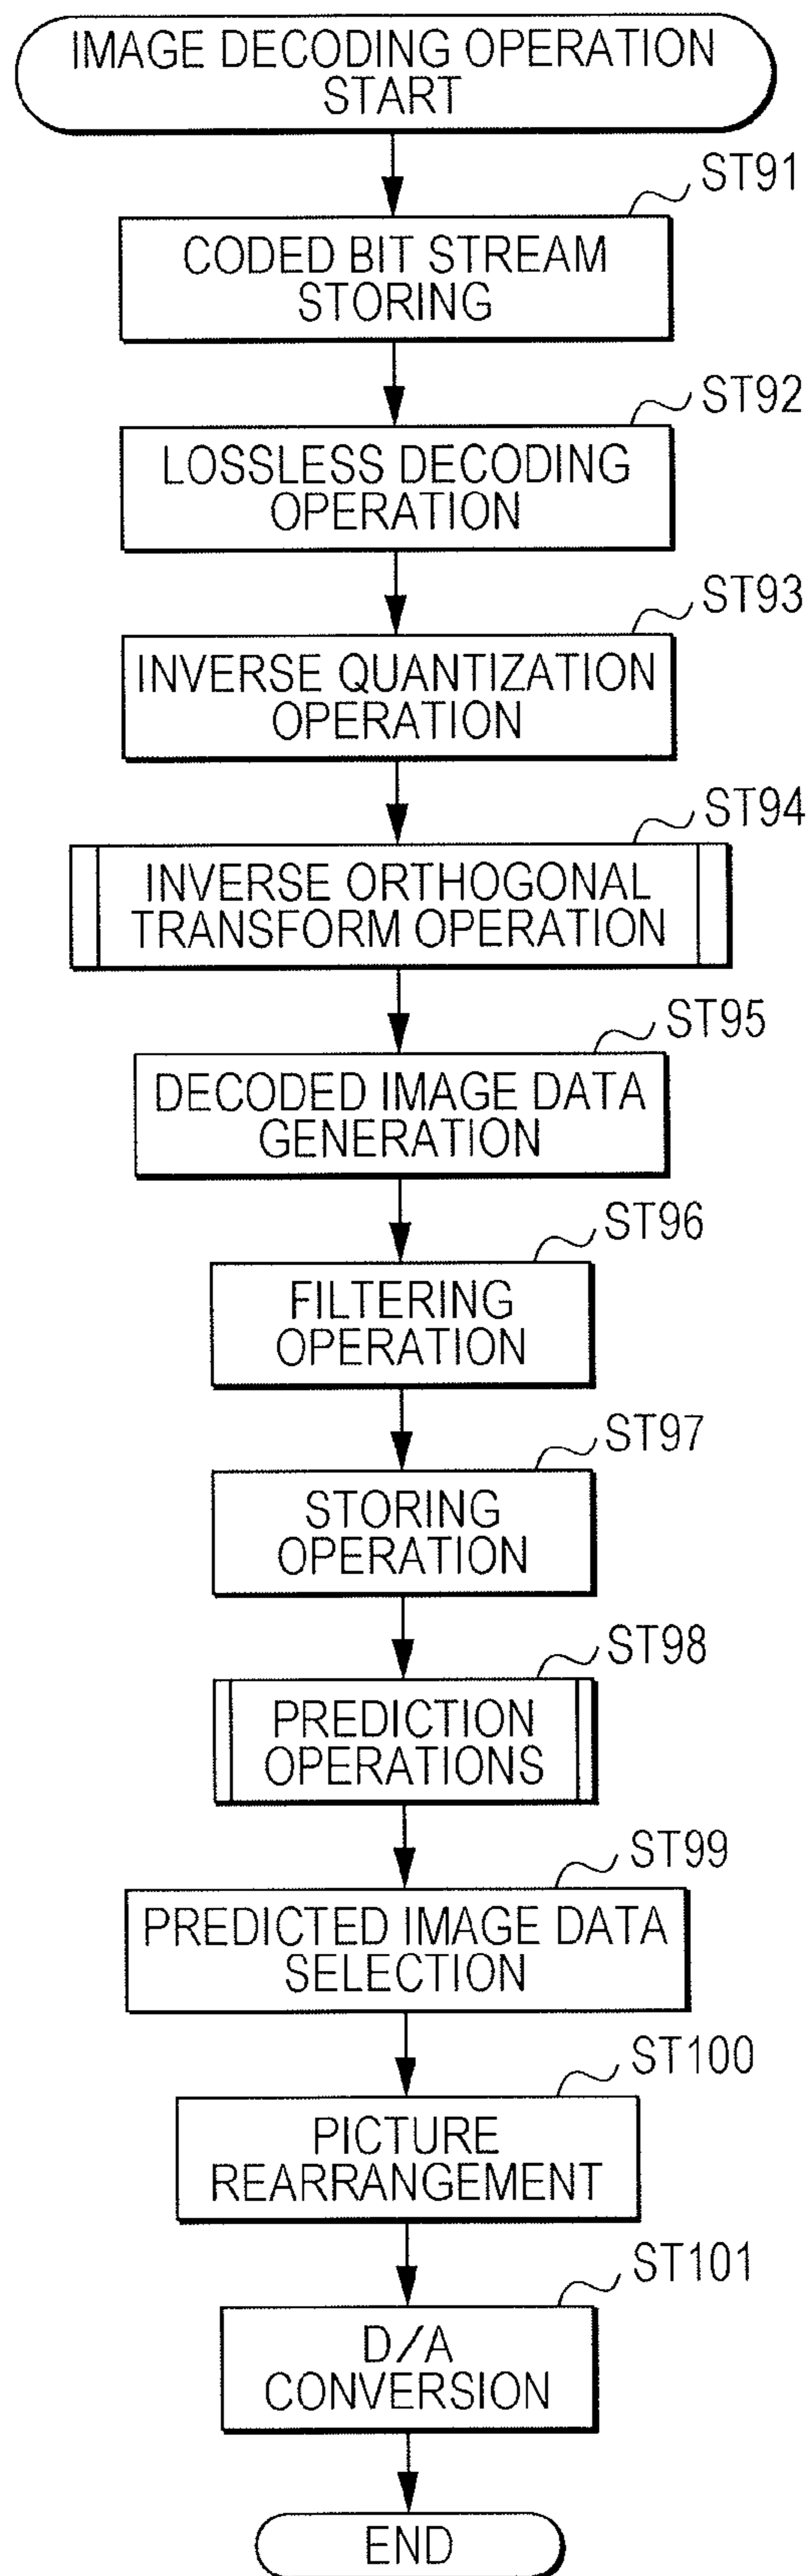 IMAGE DECODING OPERATION
START
ST91
CODED BIT STREAM
STORING
ST92
LOSSLESS DECODING
OPERATION
ST93
INVERSE QUANTIZATION
OPERATION
ST94
INVERSE ORTHOGONAL
TRANSFORM OPERATION
ST95
DECODED IMAGE DATA
GENERATION
ST96
FILTERING
OPERATION
ST97
STORING
OPERATION
ST98
PREDICTION
OPERATIONS
ST99
PREDICTED IMAGE DATA
SELECTION
ST100
PICTURE
REARRANGEMENT
ST101
D/A
CONVERSION
END